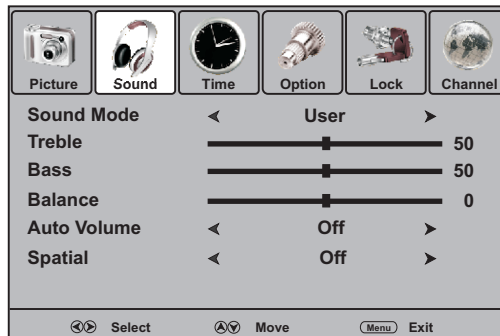 Picture Sound Time Option Lock Channel
Sound Mode User
Treble 50
Bass 50
Balance 0
Auto Volume Off
Spatial Off
Select Move Menu Exit